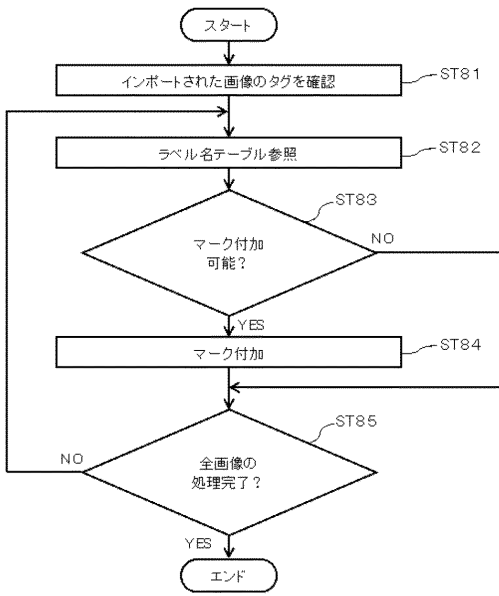 スタート
インポートされた画像のタグを確認
ST81
ラベル名テーブル参照
ST82
ST83
マーク付加
可能？
NO
YES
マーク付加
ST84
ST85
全画像の
処理完了？
NO
YES
エンド